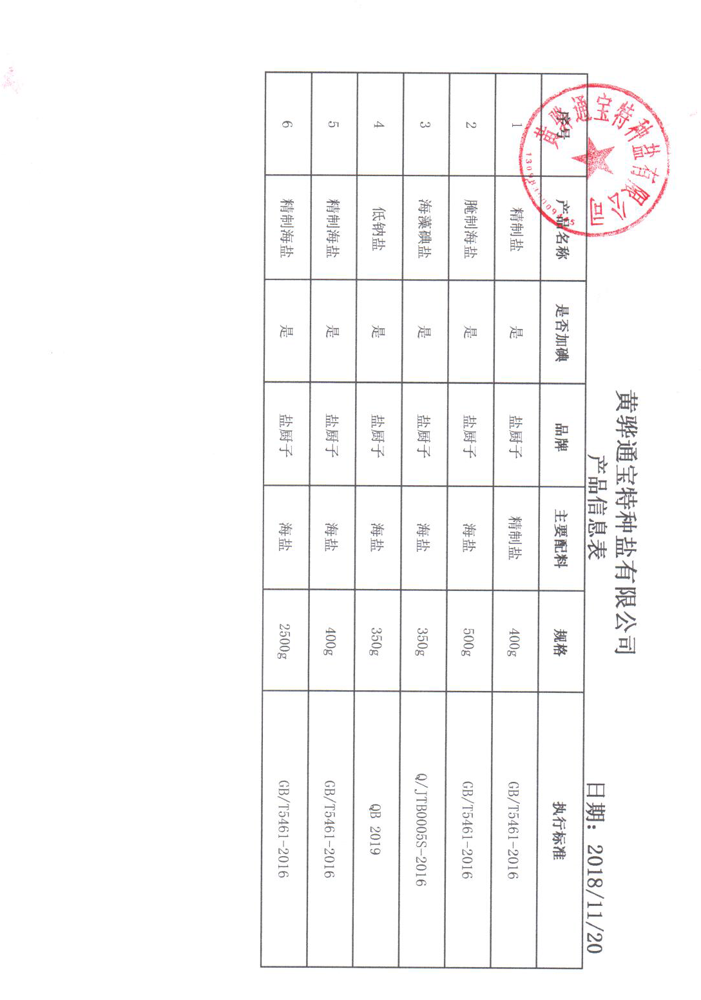 黄骅通宝特种盐有限公司
产品信息表
日期: 2018/11/20
序号 产品名称 是否加碘 品牌 主要配料 规格 执行标准
1 精制盐 是 盐厨子 精制盐 400g GB/T5461-2016
2 腌制海盐 是 盐厨子 海盐 500g GB/T5461-2016
3 海藻碘盐 是 盐厨子 海盐 350g Q/JTB0005S-2016
4 低钠盐 是 盐厨子 海盐 350g QB 2019
5 精制海盐 是 盐厨子 海盐 400g GB/T5461-2016
6 精制海盐 是 盐厨子 海盐 2500g GB/T5461-2016
黄骅通宝特种盐有限公司